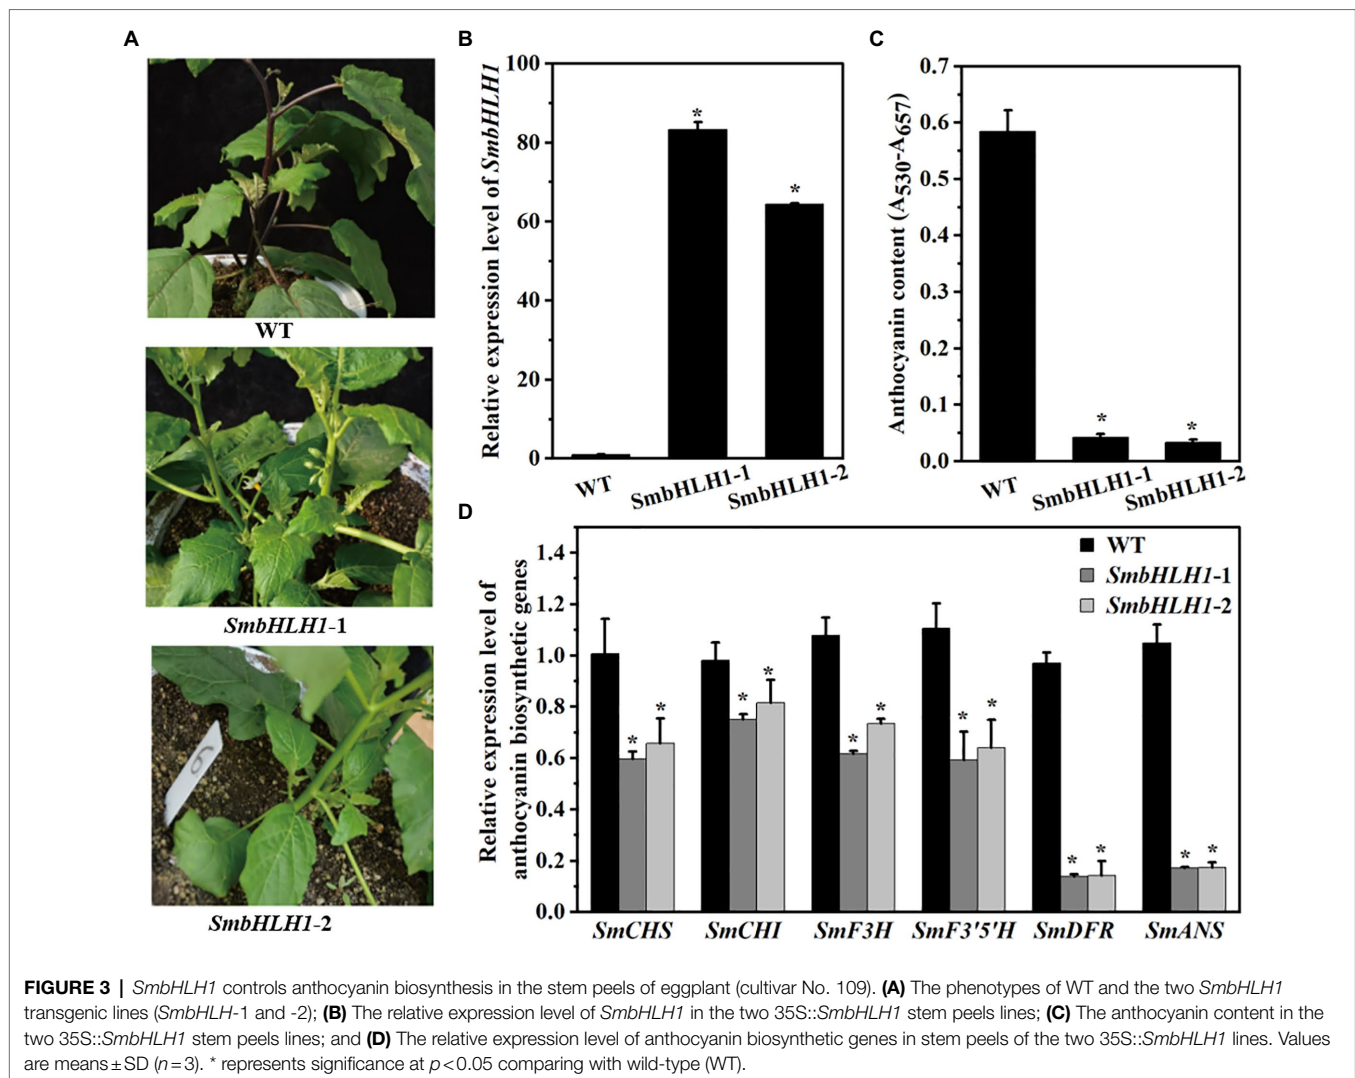 A
WT
SmbHLH1-1
6
SmbHLH1-2
B
Relative expression level of SmbHLH1
100
80
60
40
20
0
*
*
WT
SmbHLH1-1
SmbHLH1-2
C
Anthocyanin content (A530-A657)
0.7
0.6
0.5
0.4
0.3
0.2
0.1
0.0
*
*
WT
SmbHLH1-1
SmbHLH1-2
D
Relative expression level of
anthocyanin biosynthetic genes
1.4
1.2
1.0
0.8
0.6
0.4
0.2
0.0
WT
SmbHLH1-1
SmbHLH1-2
* * * * * * * * * * * *
SmCHS SmCHI SmF3H SmF3'5'H SmDFR SmANS
FIGURE 3 | SmbHLH1 controls anthocyanin biosynthesis in the stem peels of eggplant (cultivar No. 109). (A) The phenotypes of WT and the two SmbHLH1
transgenic lines (SmbHLH-1 and -2); (B) The relative expression level of SmbHLH1 in the two 35S::SmbHLH1 stem peels lines; (C) The anthocyanin content in the
two 35S::SmbHLH1 stem peels lines; and (D) The relative expression level of anthocyanin biosynthetic genes in stem peels of the two 35S::SmbHLH1 lines. Values
are means ± SD (n = 3). * represents significance at p < 0.05 comparing with wild-type (WT).